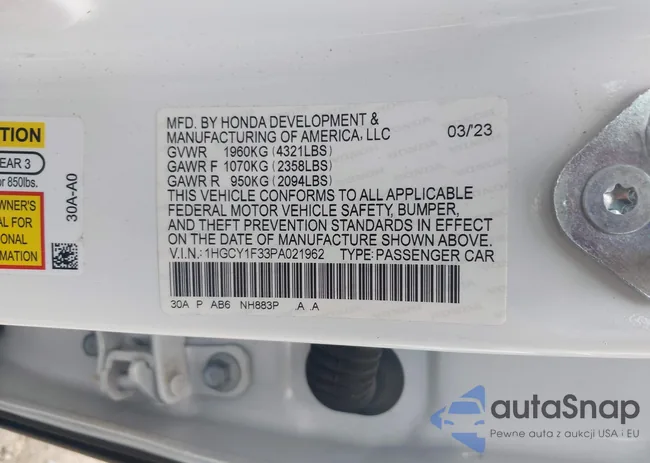 TION
EAR 3
or 850lbs.
WNER'S
AL FOR
ONAL
RMATION
30A-A0
MFD. BY HONDA DEVELOPMENT &
MANUFACTURING OF AMERICA, LLC 03/'23
GVWR 1960KG (4321LBS)
GAWR F 1070KG (2358LBS)
GAWR R 950KG (2094LBS)
THIS VEHICLE CONFORMS TO ALL APPLICABLE
FEDERAL MOTOR VEHICLE SAFETY, BUMPER,
AND THEFT PREVENTION STANDARDS IN EFFECT
ON THE DATE OF MANUFACTURE SHOWN ABOVE.
V.I.N.: 1HGCY1F33PA021962 TYPE: PASSENGER CAR
30A P AB6 NH883P .A .A
autaSnap
Pewne auta z aukcji USA i EU